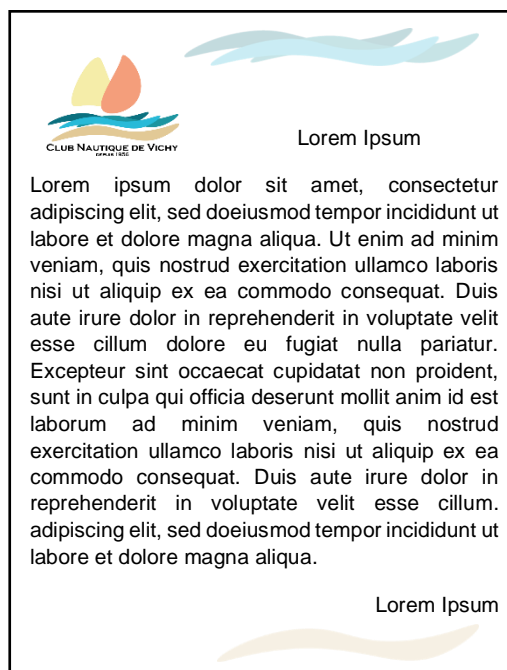 CLUB NAUTIQUE DE VICHY
DEPUIS 1936
Lorem Ipsum
Lorem ipsum dolor sit amet, consectetur
adipiscing elit, sed doeiusmod tempor incididunt ut
labore et dolore magna aliqua. Ut enim ad minim
veniam, quis nostrud exercitation ullamco laboris
nisi ut aliquip ex ea commodo consequat. Duis
aute irure dolor in reprehenderit in voluptate velit
esse cillum dolore eu fugiat nulla pariatur.
Excepteur sint occaecat cupidatat non proident,
sunt in culpa qui officia deserunt mollit anim id est
laborum ad minim veniam, quis nostrud
exercitation ullamco laboris nisi ut aliquip ex ea
commodo consequat. Duis aute irure dolor in
reprehenderit in voluptate velit esse cillum.
adipiscing elit, sed doeiusmod tempor incididunt ut
labore et dolore magna aliqua.
Lorem Ipsum